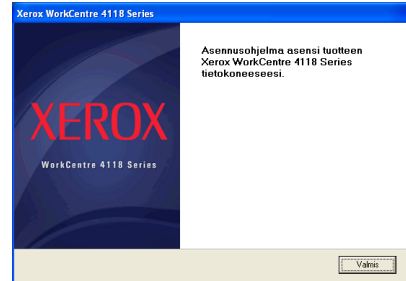 Xerox WorkCentre 4118 Series
Asennusohjelma asensi tuotteen
Xerox WorkCentre 4118 Series
tietokoneeseesi.
XEROX
WorkCentre 4118 Series
Valmis